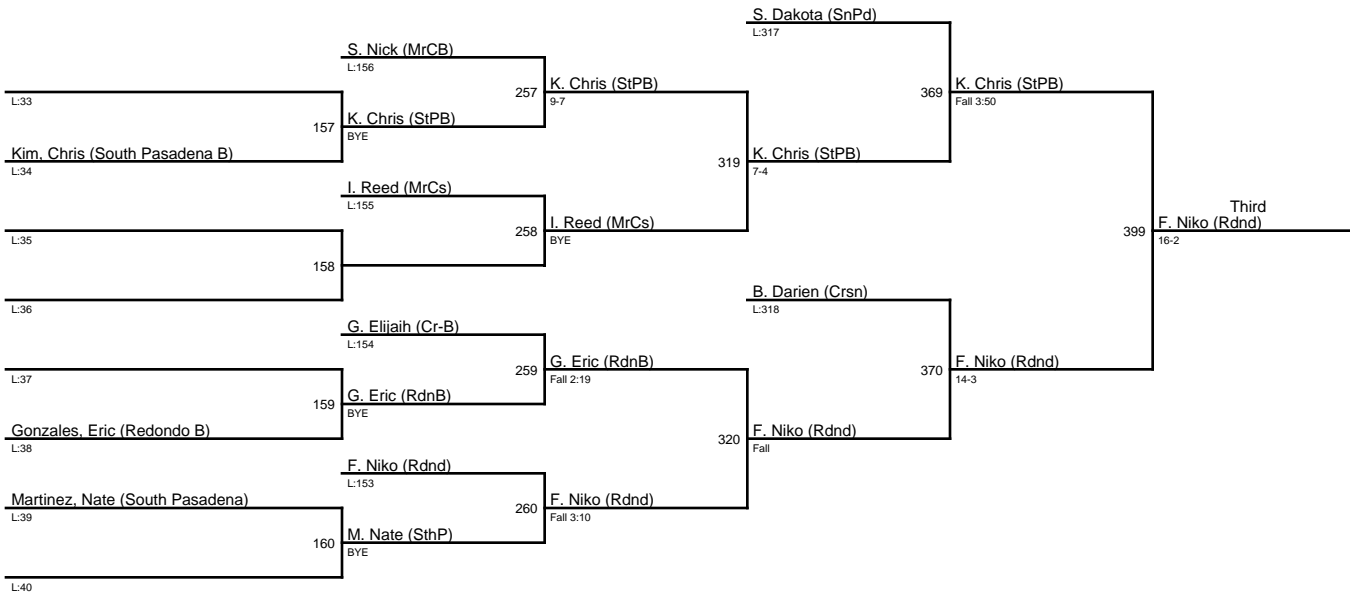 S. Dakota (SnPd)
L:317
S. Nick (MrCB)
L:156
257
K. Chris (StPB)
9-7
369
K. Chris (StPB)
Fall 3:50
L:33
157
K. Chris (StPB)
BYE
Kim, Chris (South Pasadena B)
L:34
319
K. Chris (StPB)
7-4
I. Reed (MrCs)
L:155
Third
L:35
258
I. Reed (MrCs)
BYE
399
F. Niko (Rdnd)
16-2
158
L:36
B. Darien (Crsn)
L:318
G. Elijaih (Cr-B)
L:154
L:37
259
G. Eric (RdnB)
Fall 2:19
370
F. Niko (Rdnd)
14-3
159
G. Eric (RdnB)
BYE
Gonzales, Eric (Redondo B)
L:38
320
F. Niko (Rdnd)
Fall
F. Niko (Rdnd)
L:153
Martinez, Nate (South Pasadena)
L:39
260
F. Niko (Rdnd)
Fall 3:10
160
M. Nate (SthP)
BYE
L:40